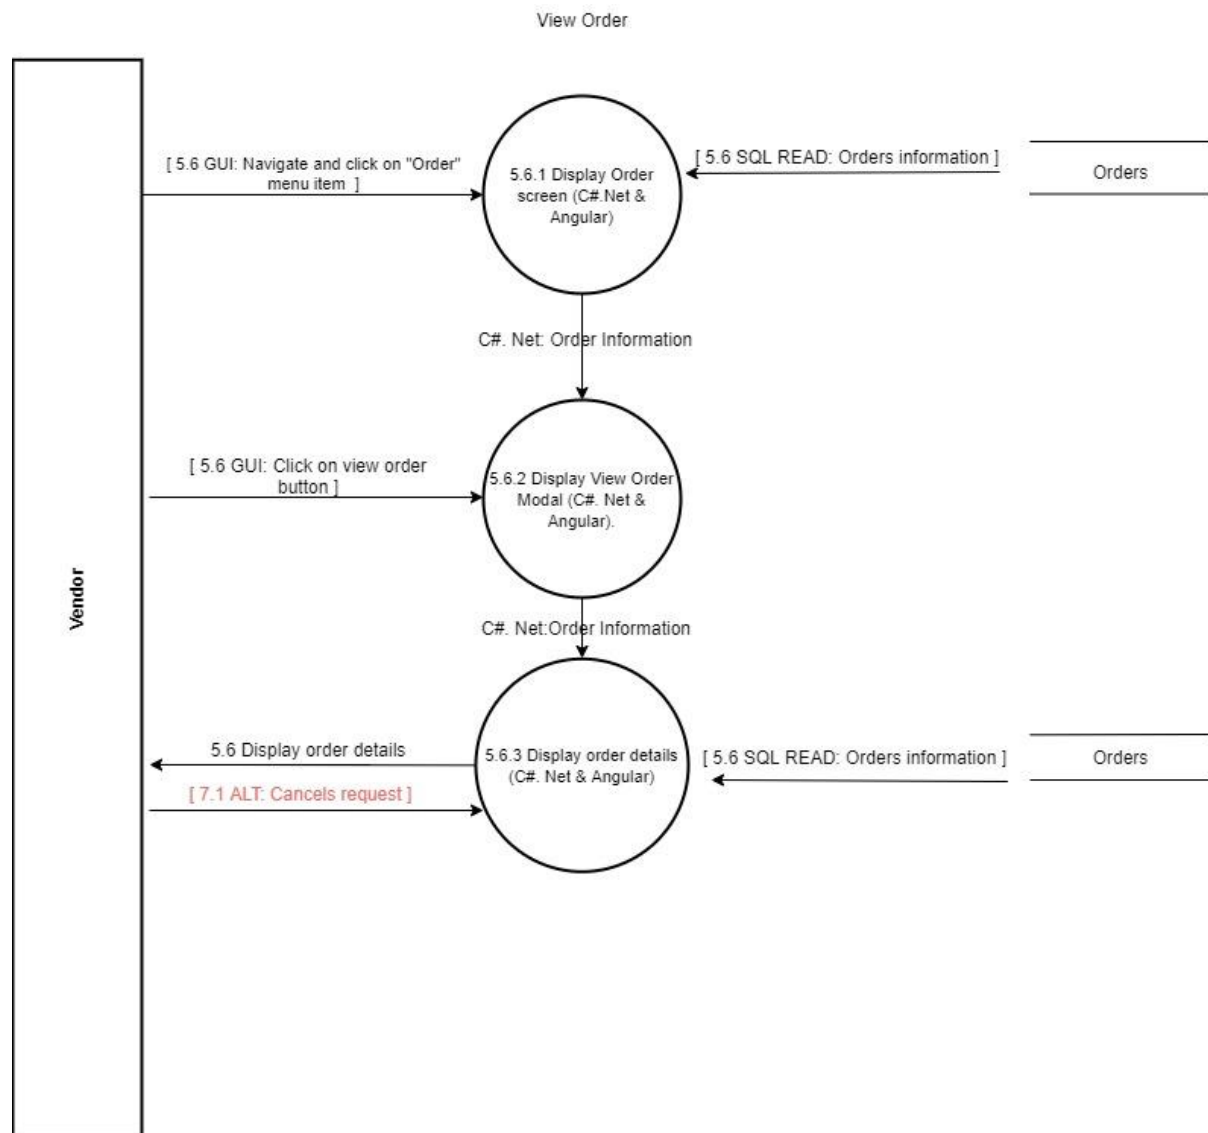 View Order
[ 5.6 GUI: Navigate and click on "Order"
menu item  ]
5.6.1 Display Order
screen (C#.Net &
Angular)
[ 5.6 SQL READ: Orders information ]
Orders
C#. Net: Order Information
[ 5.6 GUI: Click on view order
button ]
5.6.2 Display View Order
Modal (C#. Net &
Angular).
Vendor
C#. Net:Order Information
5.6 Display order details
[ 7.1 ALT: Cancels request ]
5.6.3 Display order details
(C#. Net & Angular)
[ 5.6 SQL READ: Orders information ]
Orders